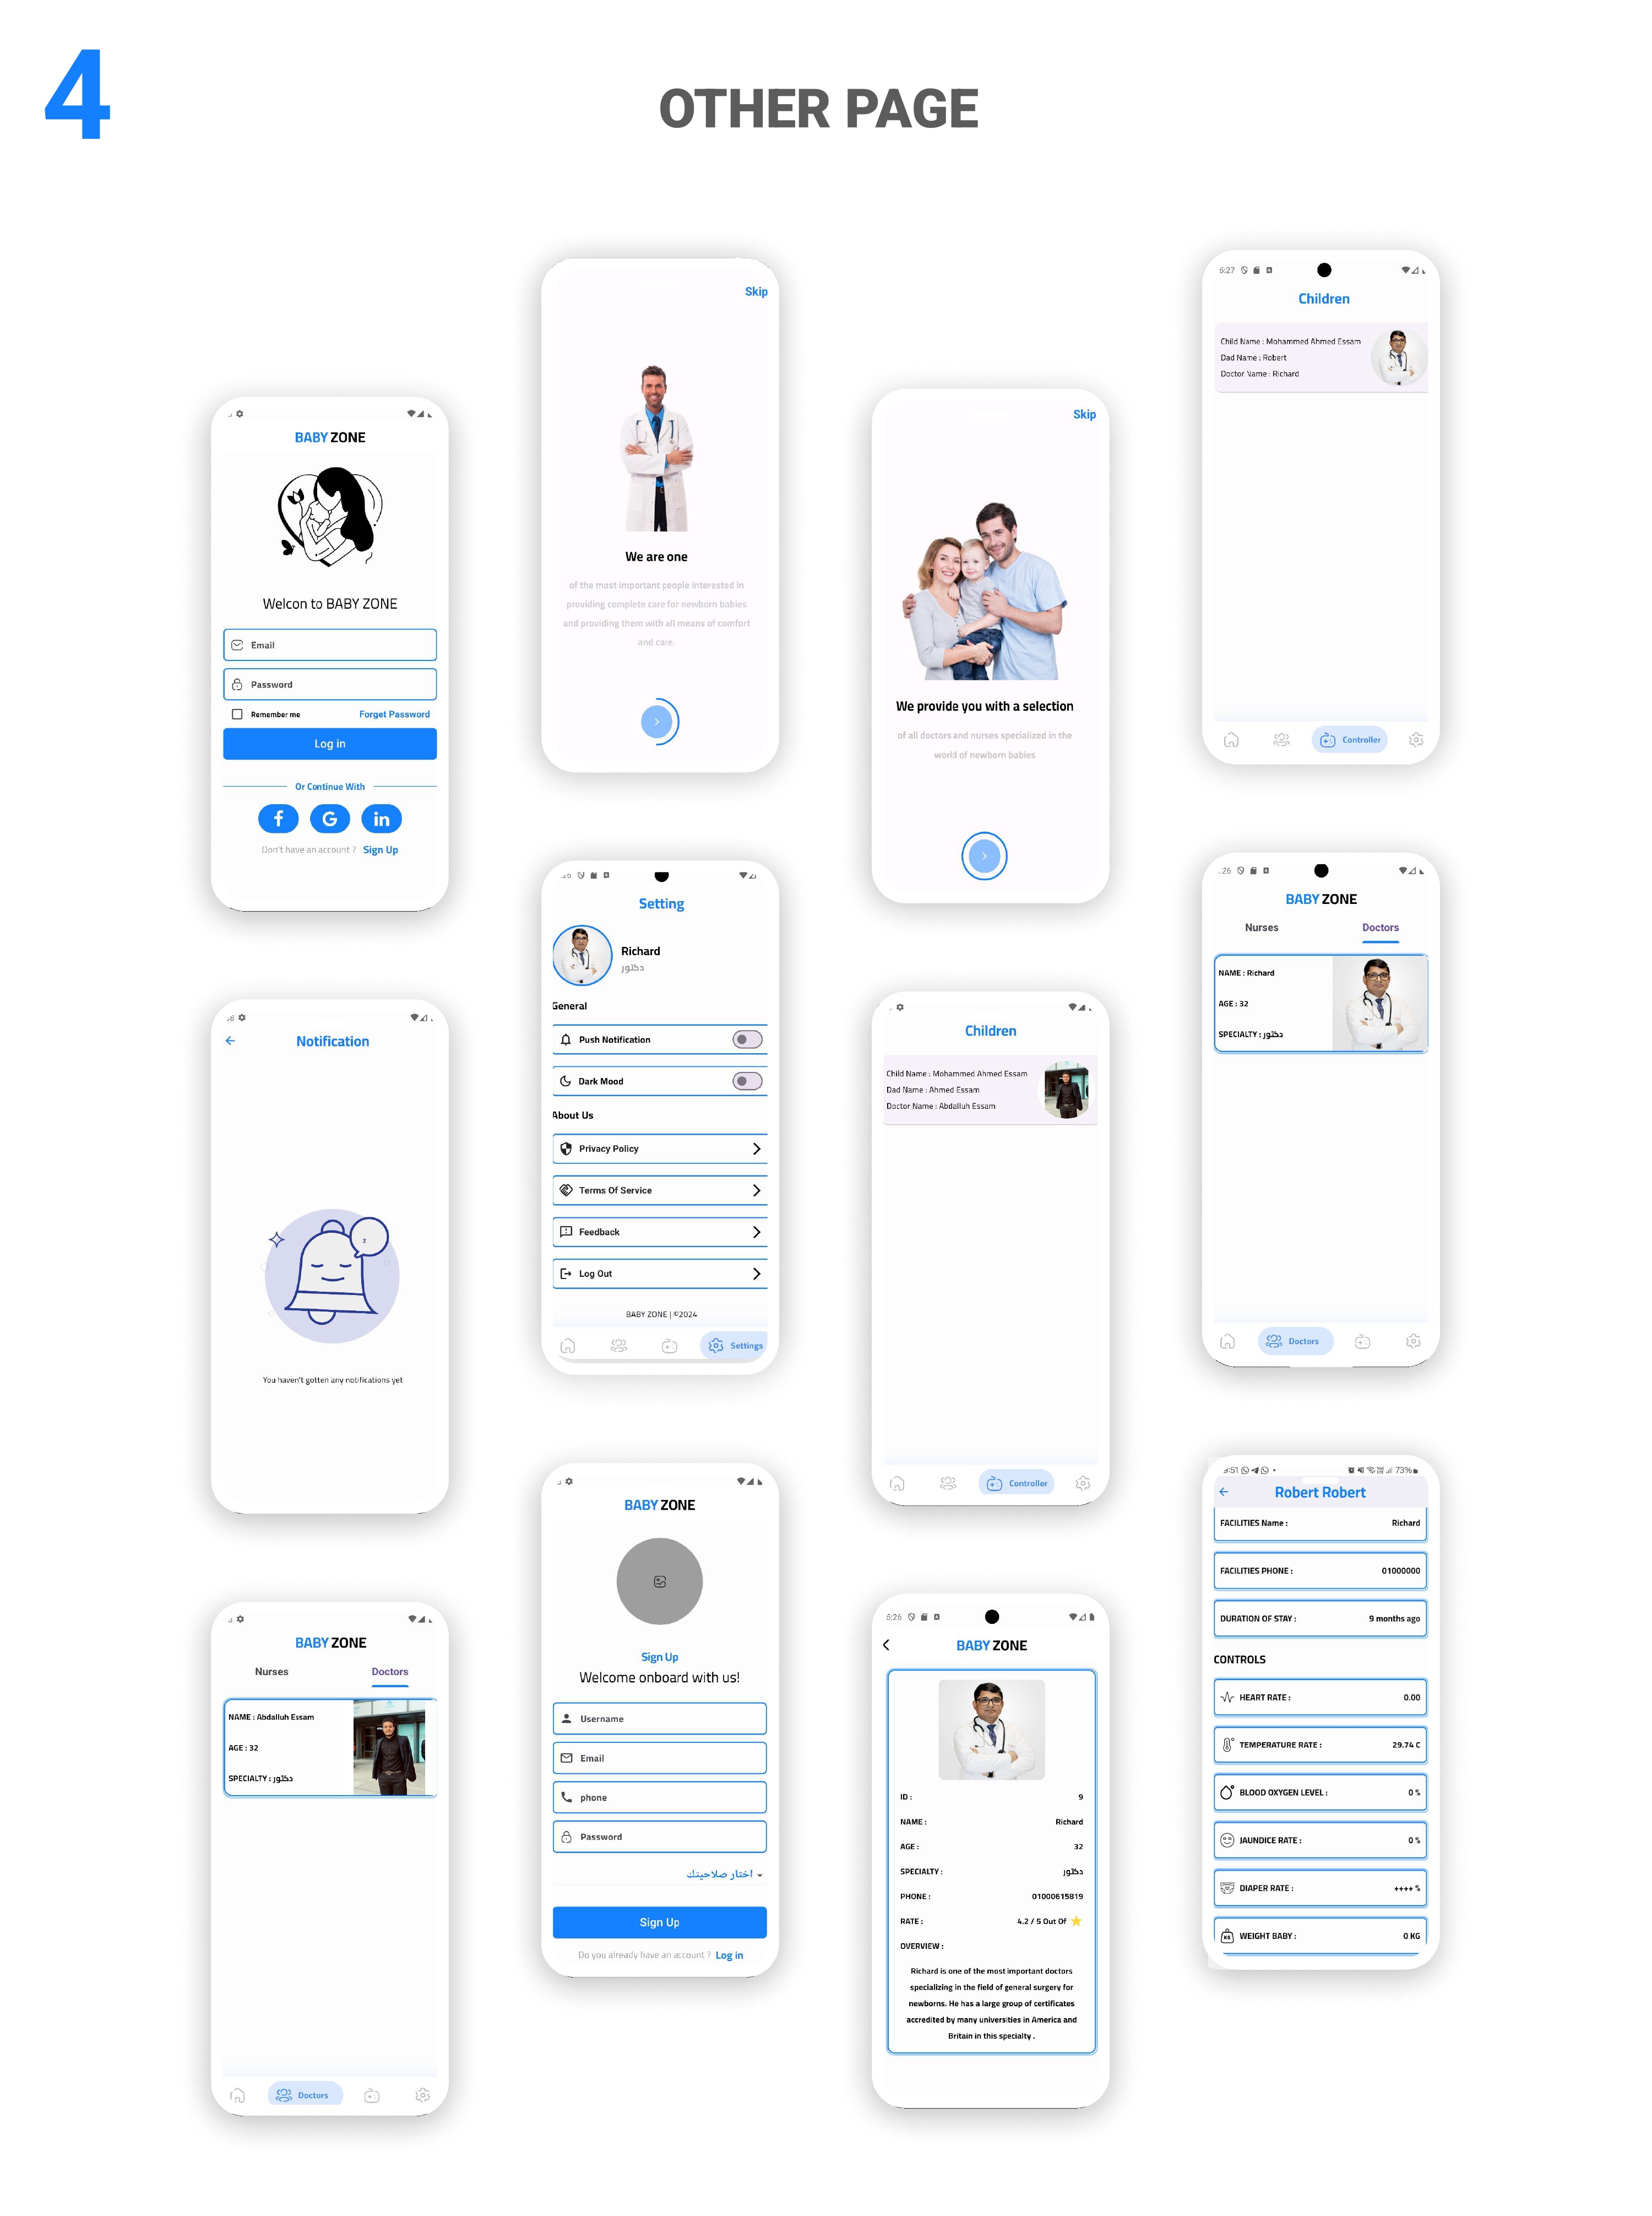 4
OTHER PAGE
BABY ZONE
Welcon to BABY ZONE
Email
Password
Remember me
Forget Password
Log in
Or Continue With
f
G
in
Don't have an account ? Sign Up
Notification
You haven't gotten any notifications yet
BABY ZONE
Nurses
Doctors
NAME : Abdalluh Essam
AGE : 32
SPECIALTY : دكتور
Doctors
Skip
We are one
of the most important people interested in
providing complete care for newborn babies
and providing them with all means of comfort
and care.
Setting
Richard
دكتور
General
Push Notification
Dark Mood
About Us
Privacy Policy
Terms Of Service
Feedback
Log Out
BABY ZONE | ©2024
Settings
BABY ZONE
Sign Up
Welcome onboard with us!
Username
Email
phone
Password
اختار صلاحيتك
Sign Up
Do you already have an account ? Log in
Skip
We provide you with a selection
of all doctors and nurses specialized in the
world of newborn babies
Children
Child Name : Mohammed Ahmed Essam
Dad Name : Ahmed Essam
Doctor Name : Abdalluh Essam
Controller
5:26
BABY ZONE
ID : 9
NAME : Richard
AGE : 32
SPECIALTY : دكتور
PHONE : 01000615819
RATE : 4.2 / 5 Out Of
OVERVIEW :
Richard is one of the most important doctors
specializing in the field of general surgery for
newborns. He has a large group of certificates
accredited by many universities in America and
Britain in this specialty .
5:27
Children
Child Name : Mohammed Ahmed Essam
Dad Name : Robert
Doctor Name : Richard
Controller
:26
BABY ZONE
Nurses
Doctors
NAME : Richard
AGE : 32
SPECIALTY : دكتور
Doctors
9:51
73%
Robert Robert
FACILITIES Name : Richard
FACILITIES PHONE : 01000000
DURATION OF STAY : 9 months ago
CONTROLS
HEART RATE : 0.00
TEMPERATURE RATE : 29.74 C
BLOOD OXYGEN LEVEL : 0 %
JAUNDICE RATE : 0 %
DIAPER RATE : ++++ %
WEIGHT BABY : 0 KG